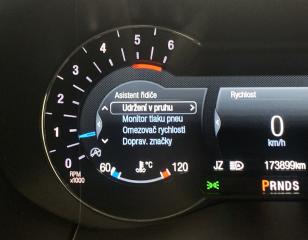 6
5
4
3
2
1
0
RPM
x1000
Asistent řidiče
Udržení v pruhu >
Monitor tlaku pneu
Omezovač rychlosti
Doprav. značky
60 °C 120
Rychlost
0
km/h
JZ 173899km
PRNDS